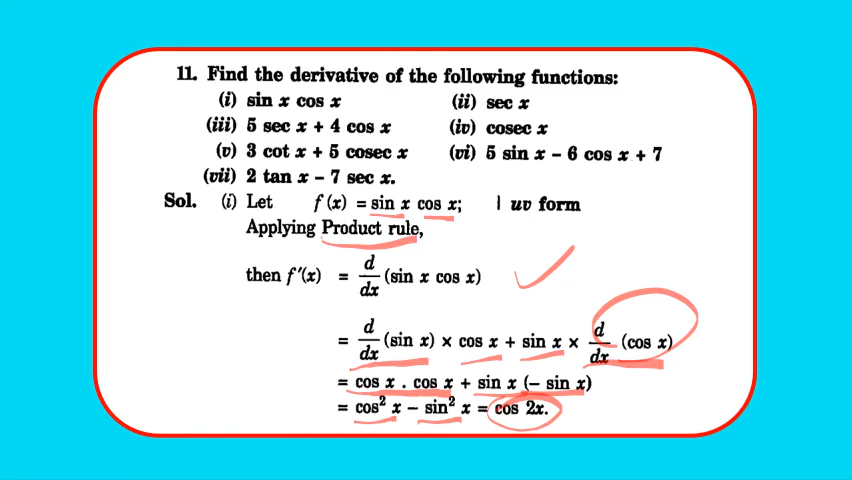 11. Find the derivative of the following functions:
(i) sin x cos x (ii) sec x
(iii) 5 sec x + 4 cos x (iv) cosec x
(v) 3 cot x + 5 cosec x (vi) 5 sin x – 6 cos x + 7
(vii) 2 tan x – 7 sec x.
Sol. (i) Let f (x) = sin x cos x; | uv form
Applying Product rule,
then f′(x) = d/dx (sin x cos x)
= d/dx (sin x) × cos x + sin x × d/dx (cos x)
= cos x . cos x + sin x (– sin x)
= cos² x – sin² x = cos 2x.